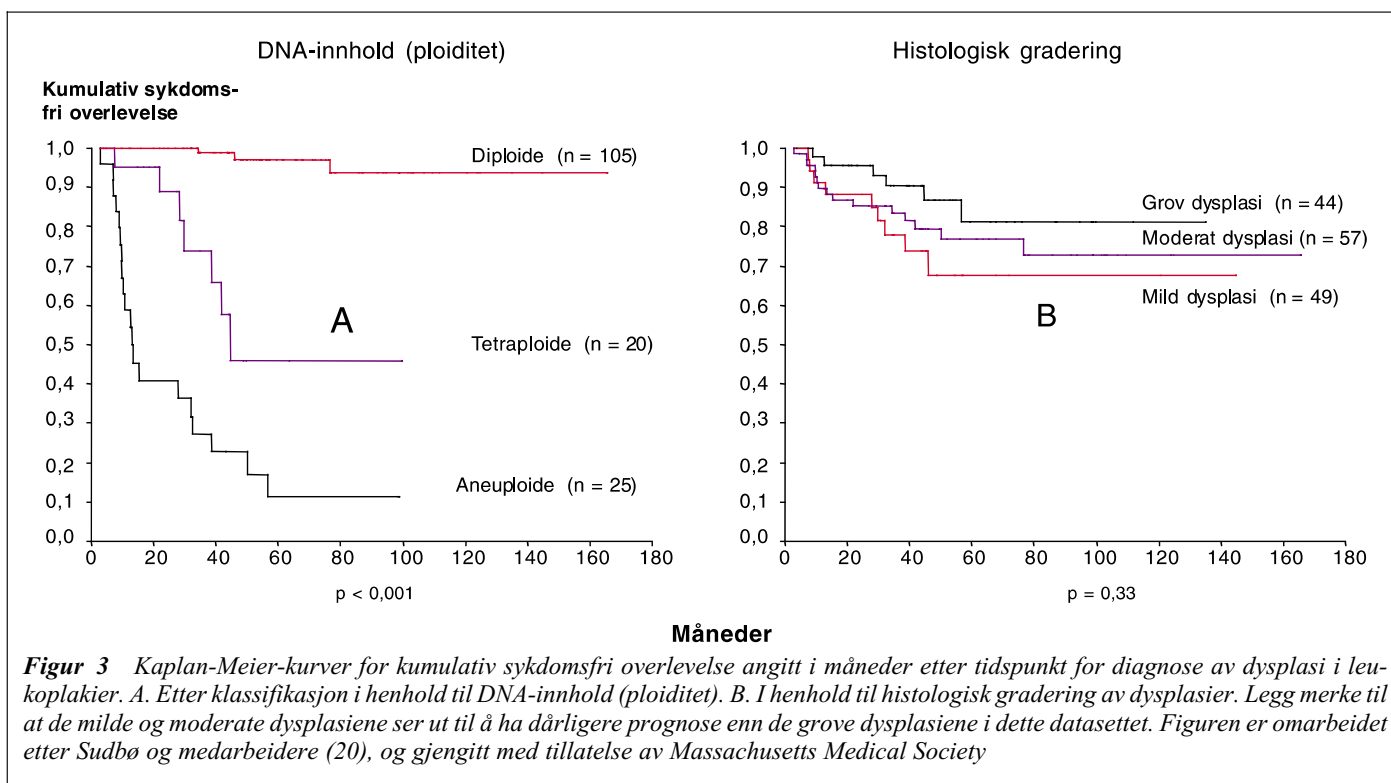 DNA-innhold (ploiditet)
Kumulativ sykdoms-
fri overlevelse
1,0
0,9
0,8
0,7
0,6
0,5
0,4
0,3
0,2
0,1
0,0
0 20 40 60 80 100 120 140 160 180
Diploide (n = 105)
A
Tetraploide (n = 20)
Aneuploide (n = 25)
p < 0,001
Histologisk gradering
1,0
0,9
0,8
0,7
0,6
0,5
0,4
0,3
0,2
0,1
0,0
0 20 40 60 80 100 120 140 160 180
Grov dysplasi (n = 44)
Moderat dysplasi (n = 57)
Mild dysplasi (n = 49)
B
p = 0,33
Måneder
Figur 3 Kaplan-Meier-kurver for kumulativ sykdomsfri overlevelse angitt i måneder etter tidspunkt for diagnose av dysplasi i leu-
koplakier. A. Etter klassifikasjon i henhold til DNA-innhold (ploiditet). B. I henhold til histologisk gradering av dysplasier. Legg merke til
at de milde og moderate dysplasiene ser ut til å ha dårligere prognose enn de grove dysplasiene i dette datasettet. Figuren er omarbeidet
etter Sudbø og medarbeidere (20), og gjengitt med tillatelse av Massachusetts Medical Society